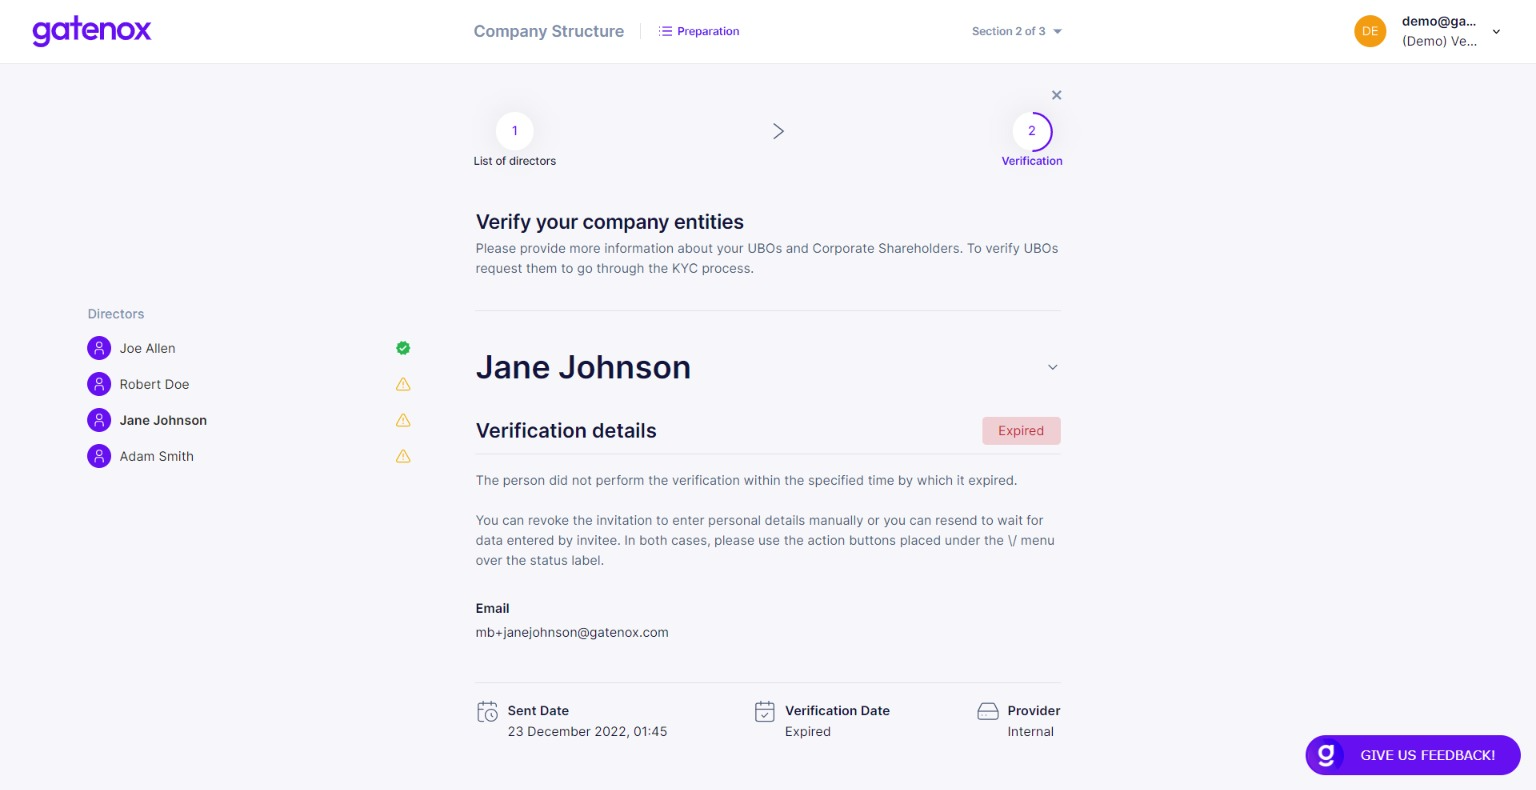 gatenox
Company Structure
Preparation
Section 2 of 3
DE
demo@ga...
(Demo) Ve...
1
List of directors
2
Verification
Verify your company entities
Please provide more information about your UBOs and Corporate Shareholders. To verify UBOs
request them to go through the KYC process.
Directors
Joe Allen
Robert Doe
Jane Johnson
Adam Smith
Jane Johnson
Verification details
Expired
The person did not perform the verification within the specified time by which it expired.
You can revoke the invitation to enter personal details manually or you can resend to wait for
data entered by invitee. In both cases, please use the action buttons placed under the \/ menu
over the status label.
Email
mb+janejohnson@gatenox.com
Sent Date
23 December 2022, 01:45
Verification Date
Expired
Provider
Internal
g
GIVE US FEEDBACK!